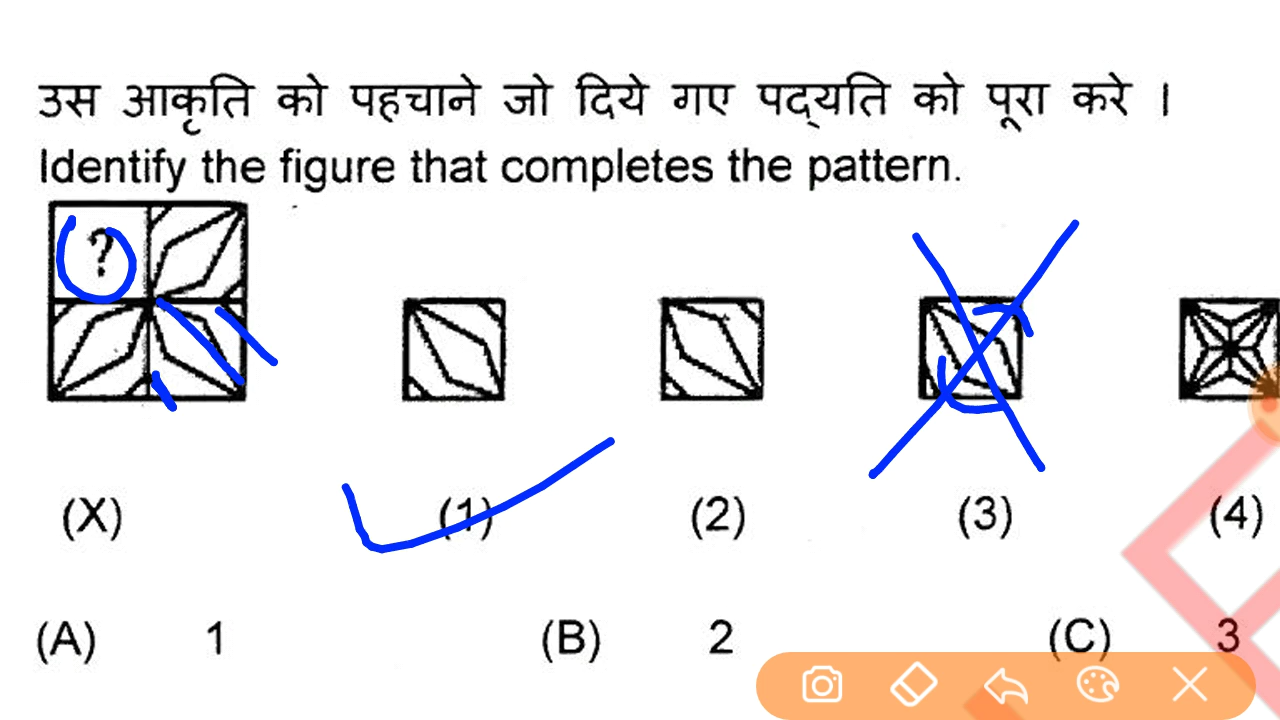 उस आकृति को पहचाने जो दिये गए पद्यति को पूरा करे ।
Identify the figure that completes the pattern.
?
(X) (1) (2) (3) (4)
(A) 1 (B) 2 (C) 3